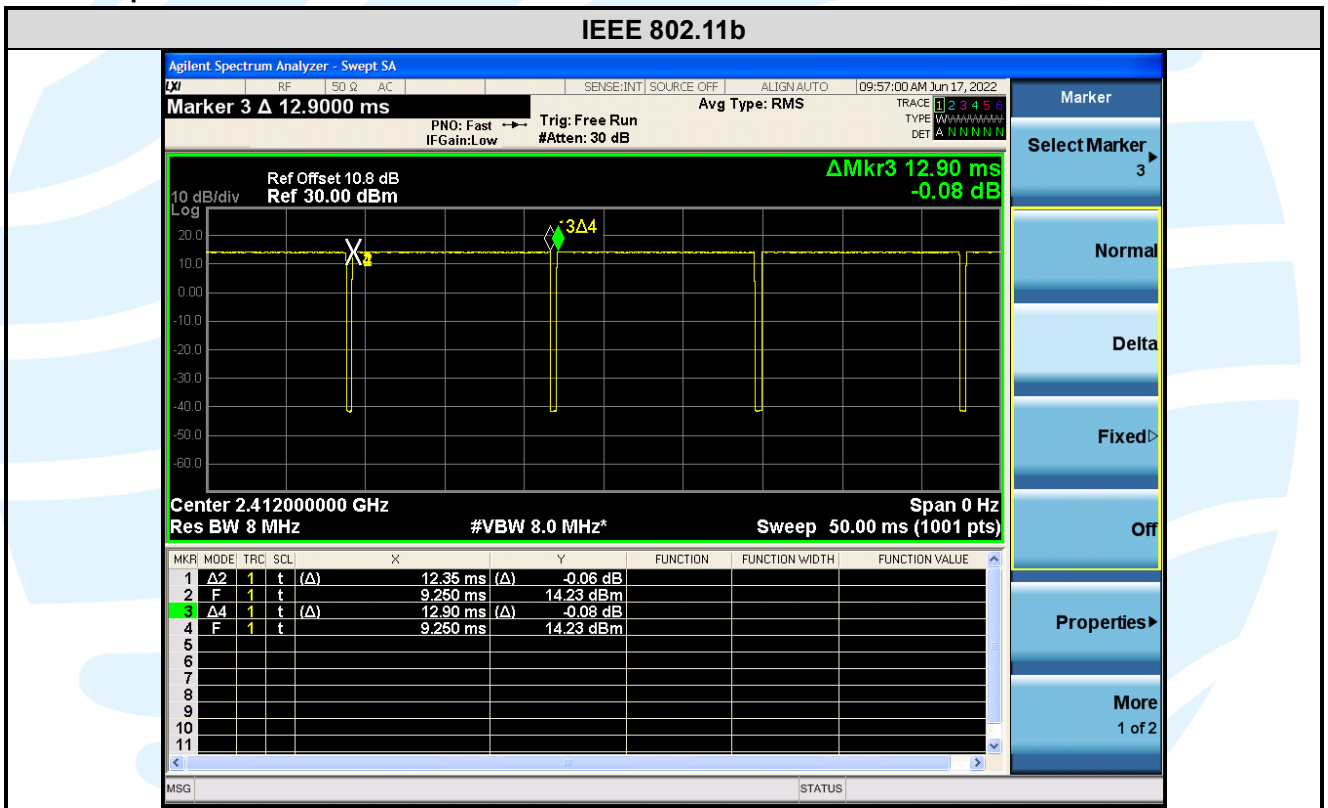 IEEE 802.11b
Agilent Spectrum Analyzer - Swept SA
LXI RF 50 Ω AC SENSE:INT SOURCE OFF ALIGN AUTO 09:57:00 AM Jun 17, 2022
Marker 3 Δ 12.9000 ms
PNO: Fast
IFGain:Low
Trig: Free Run
#Atten: 30 dB
Avg Type: RMS
TRACE 1 2 3 4 5 6
TYPE
DET A N N N N N
ΔMkr3 12.90 ms
-0.08 dB
Ref Offset 10.8 dB
10 dB/div Ref 30.00 dBm
Log
20.0
10.0
0.00
-10.0
-20.0
-30.0
-40.0
-50.0
-60.0
3Δ4
Center 2.412000000 GHz Span 0 Hz
Res BW 8 MHz #VBW 8.0 MHz* Sweep 50.00 ms (1001 pts)
MKR MODE TRC SCL X Y FUNCTION FUNCTION WIDTH FUNCTION VALUE
1 Δ2 1 t (Δ) 12.35 ms (Δ) -0.06 dB
2 F 1 t 9.250 ms 14.23 dBm
3 Δ4 1 t (Δ) 12.90 ms (Δ) -0.08 dB
4 F 1 t 9.250 ms 14.23 dBm
5
6
7
8
9
10
11
MSG STATUS
Marker
Select Marker
3
Normal
Delta
Fixed
Off
Properties
More
1 of 2